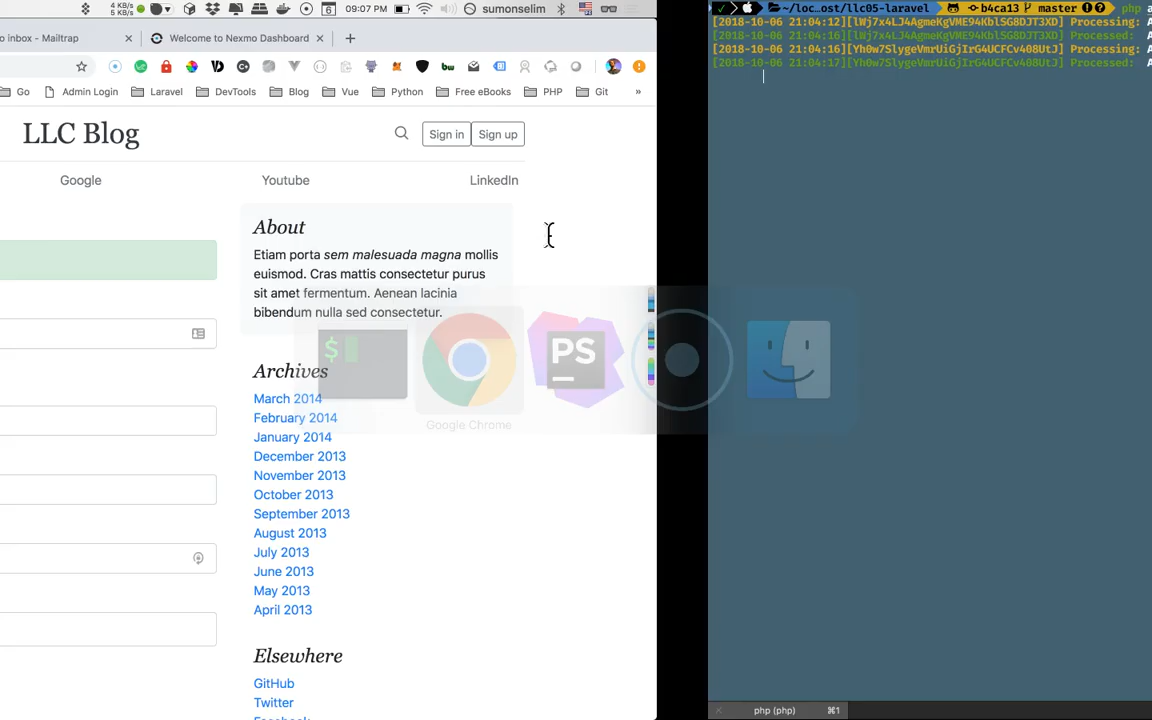 4 KB/s
5 KB/s
6
09:07 PM
sumonselim
o inbox - Mailtrap
Welcome to Nexmo Dashboard
Go
Admin Login
Laravel
DevTools
Blog
Vue
Python
Free eBooks
PHP
Git
»
LLC Blog
Sign in
Sign up
Google
Youtube
LinkedIn
About
Etiam porta sem malesuada magna mollis
euismod. Cras mattis consectetur purus
sit amet fermentum. Aenean lacinia
bibendum nulla sed consectetur.
Archives
March 2014
February 2014
January 2014
December 2013
November 2013
October 2013
September 2013
August 2013
July 2013
June 2013
May 2013
April 2013
Elsewhere
GitHub
Twitter
$
PS
Google Chrome
~/loc…ost/llc05-laravel
b4ca13
master
php
[2018-10-06 21:04:12][lWj7x4LJ4AgmeKgVME94KblSG8DJT3XD] Processing:
[2018-10-06 21:04:16][lWj7x4LJ4AgmeKgVME94KblSG8DJT3XD] Processed:
[2018-10-06 21:04:16][Yh0w7SlygeVmrUiGjIrG4UCFCv408UtJ] Processing:
[2018-10-06 21:04:17][Yh0w7SlygeVmrUiGjIrG4UCFCv408UtJ] Processed:
php (php)
⌘1